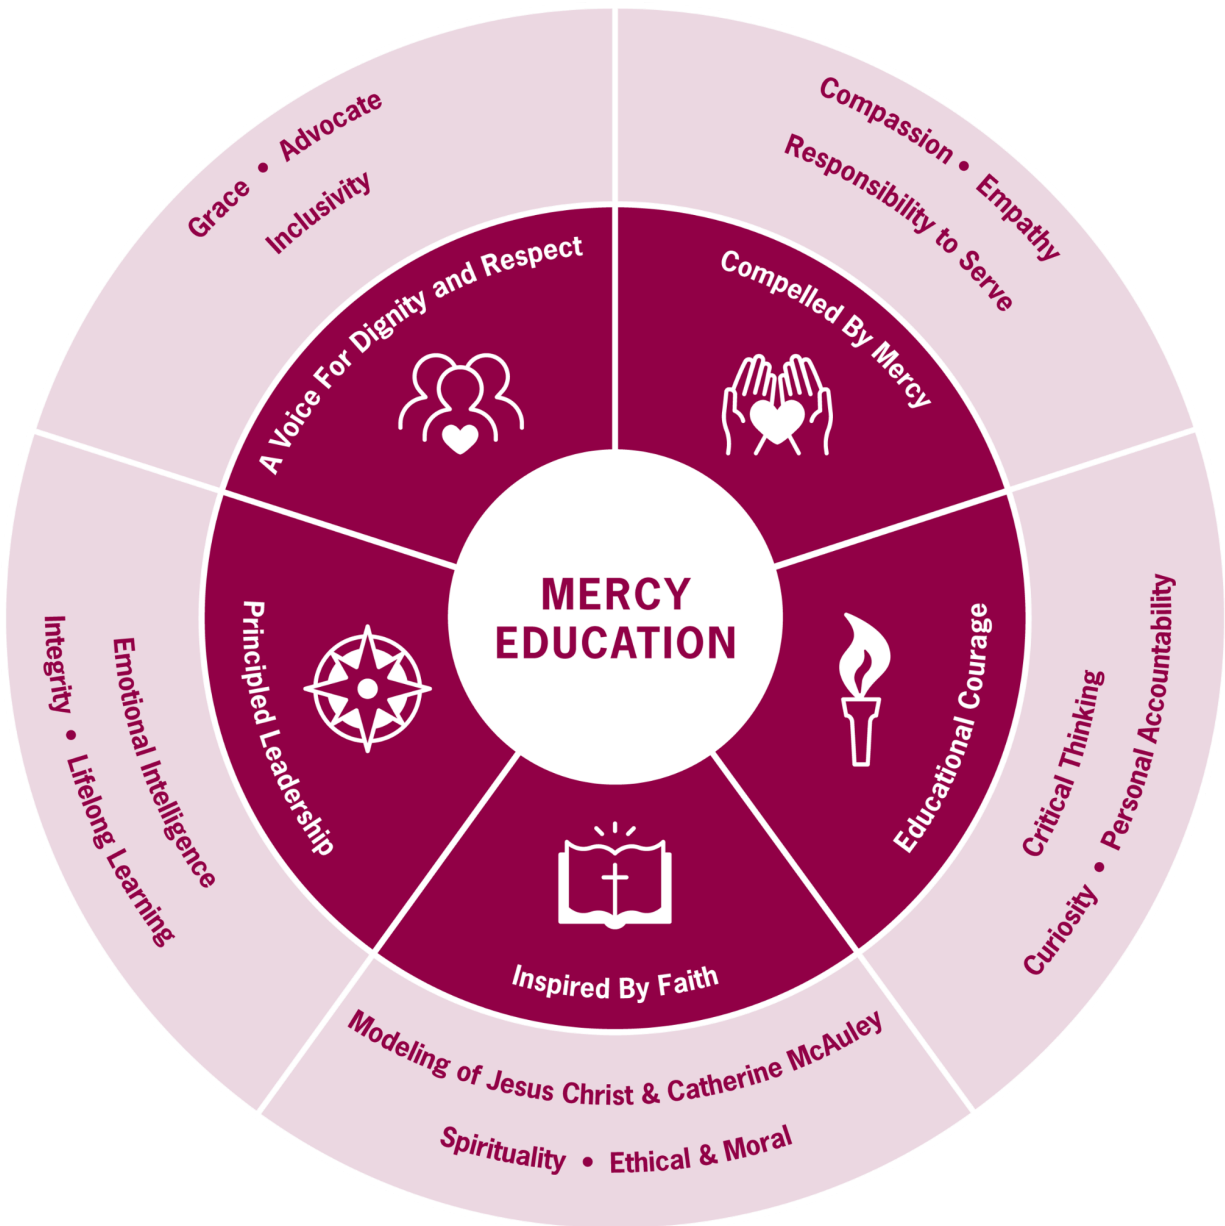 MERCY
EDUCATION
Compelled By Mercy
Compassion • Empathy
Responsibility to Serve
Educational Courage
Critical Thinking
Curiosity • Personal Accountability
Inspired By Faith
Modeling of Jesus Christ & Catherine McAuley
Spirituality • Ethical & Moral
Principled Leadership
Emotional Intelligence
Integrity • Lifelong Learning
A Voice For Dignity and Respect
Grace • Advocate
Inclusivity